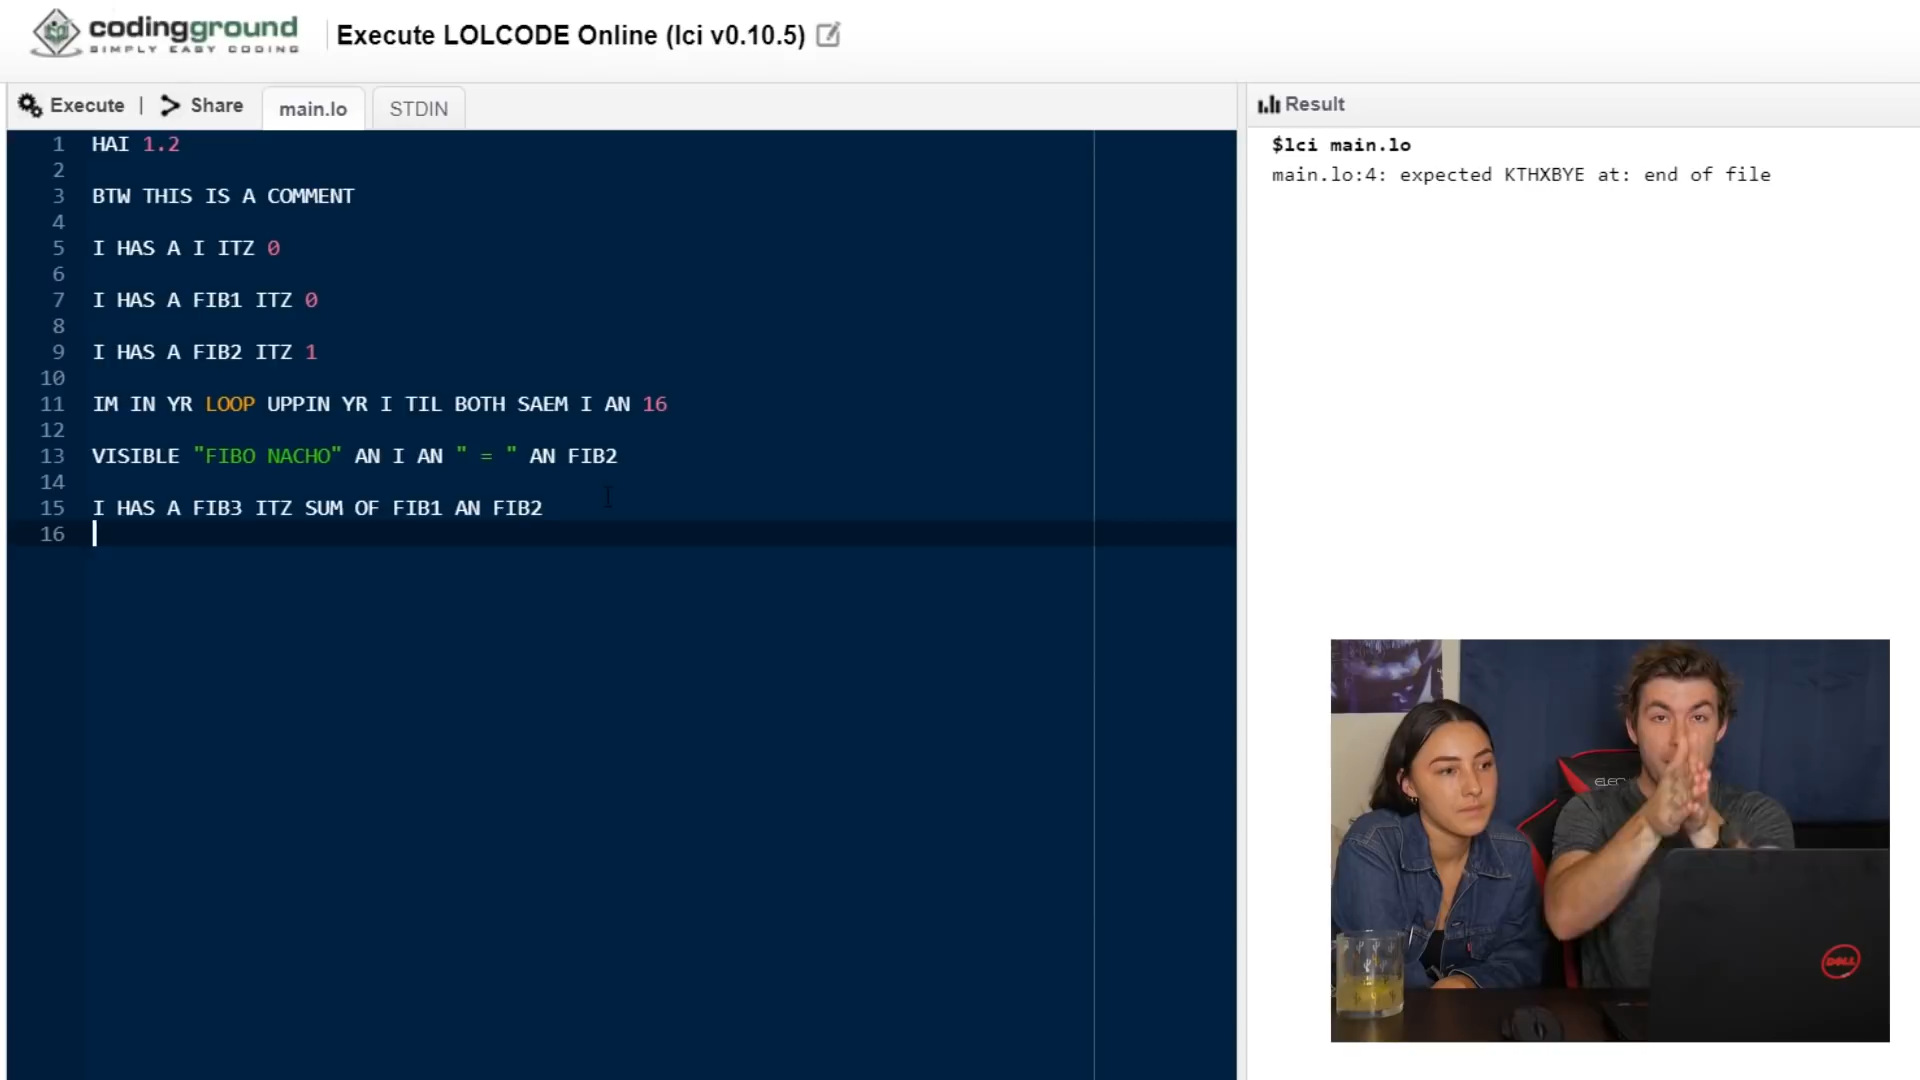 codingground
SIMPLY EASY CODING
Execute LOLCODE Online (lci v0.10.5)
Execute | Share main.lo STDIN
Result
1 HAI 1.2
2
3 BTW THIS IS A COMMENT
4
5 I HAS A I ITZ 0
6
7 I HAS A FIB1 ITZ 0
8
9 I HAS A FIB2 ITZ 1
10
11 IM IN YR LOOP UPPIN YR I TIL BOTH SAEM I AN 16
12
13 VISIBLE "FIBO NACHO" AN I AN " = " AN FIB2
14
15 I HAS A FIB3 ITZ SUM OF FIB1 AN FIB2
16
$lci main.lo
main.lo:4: expected KTHXBYE at: end of file
ELEC
DELL